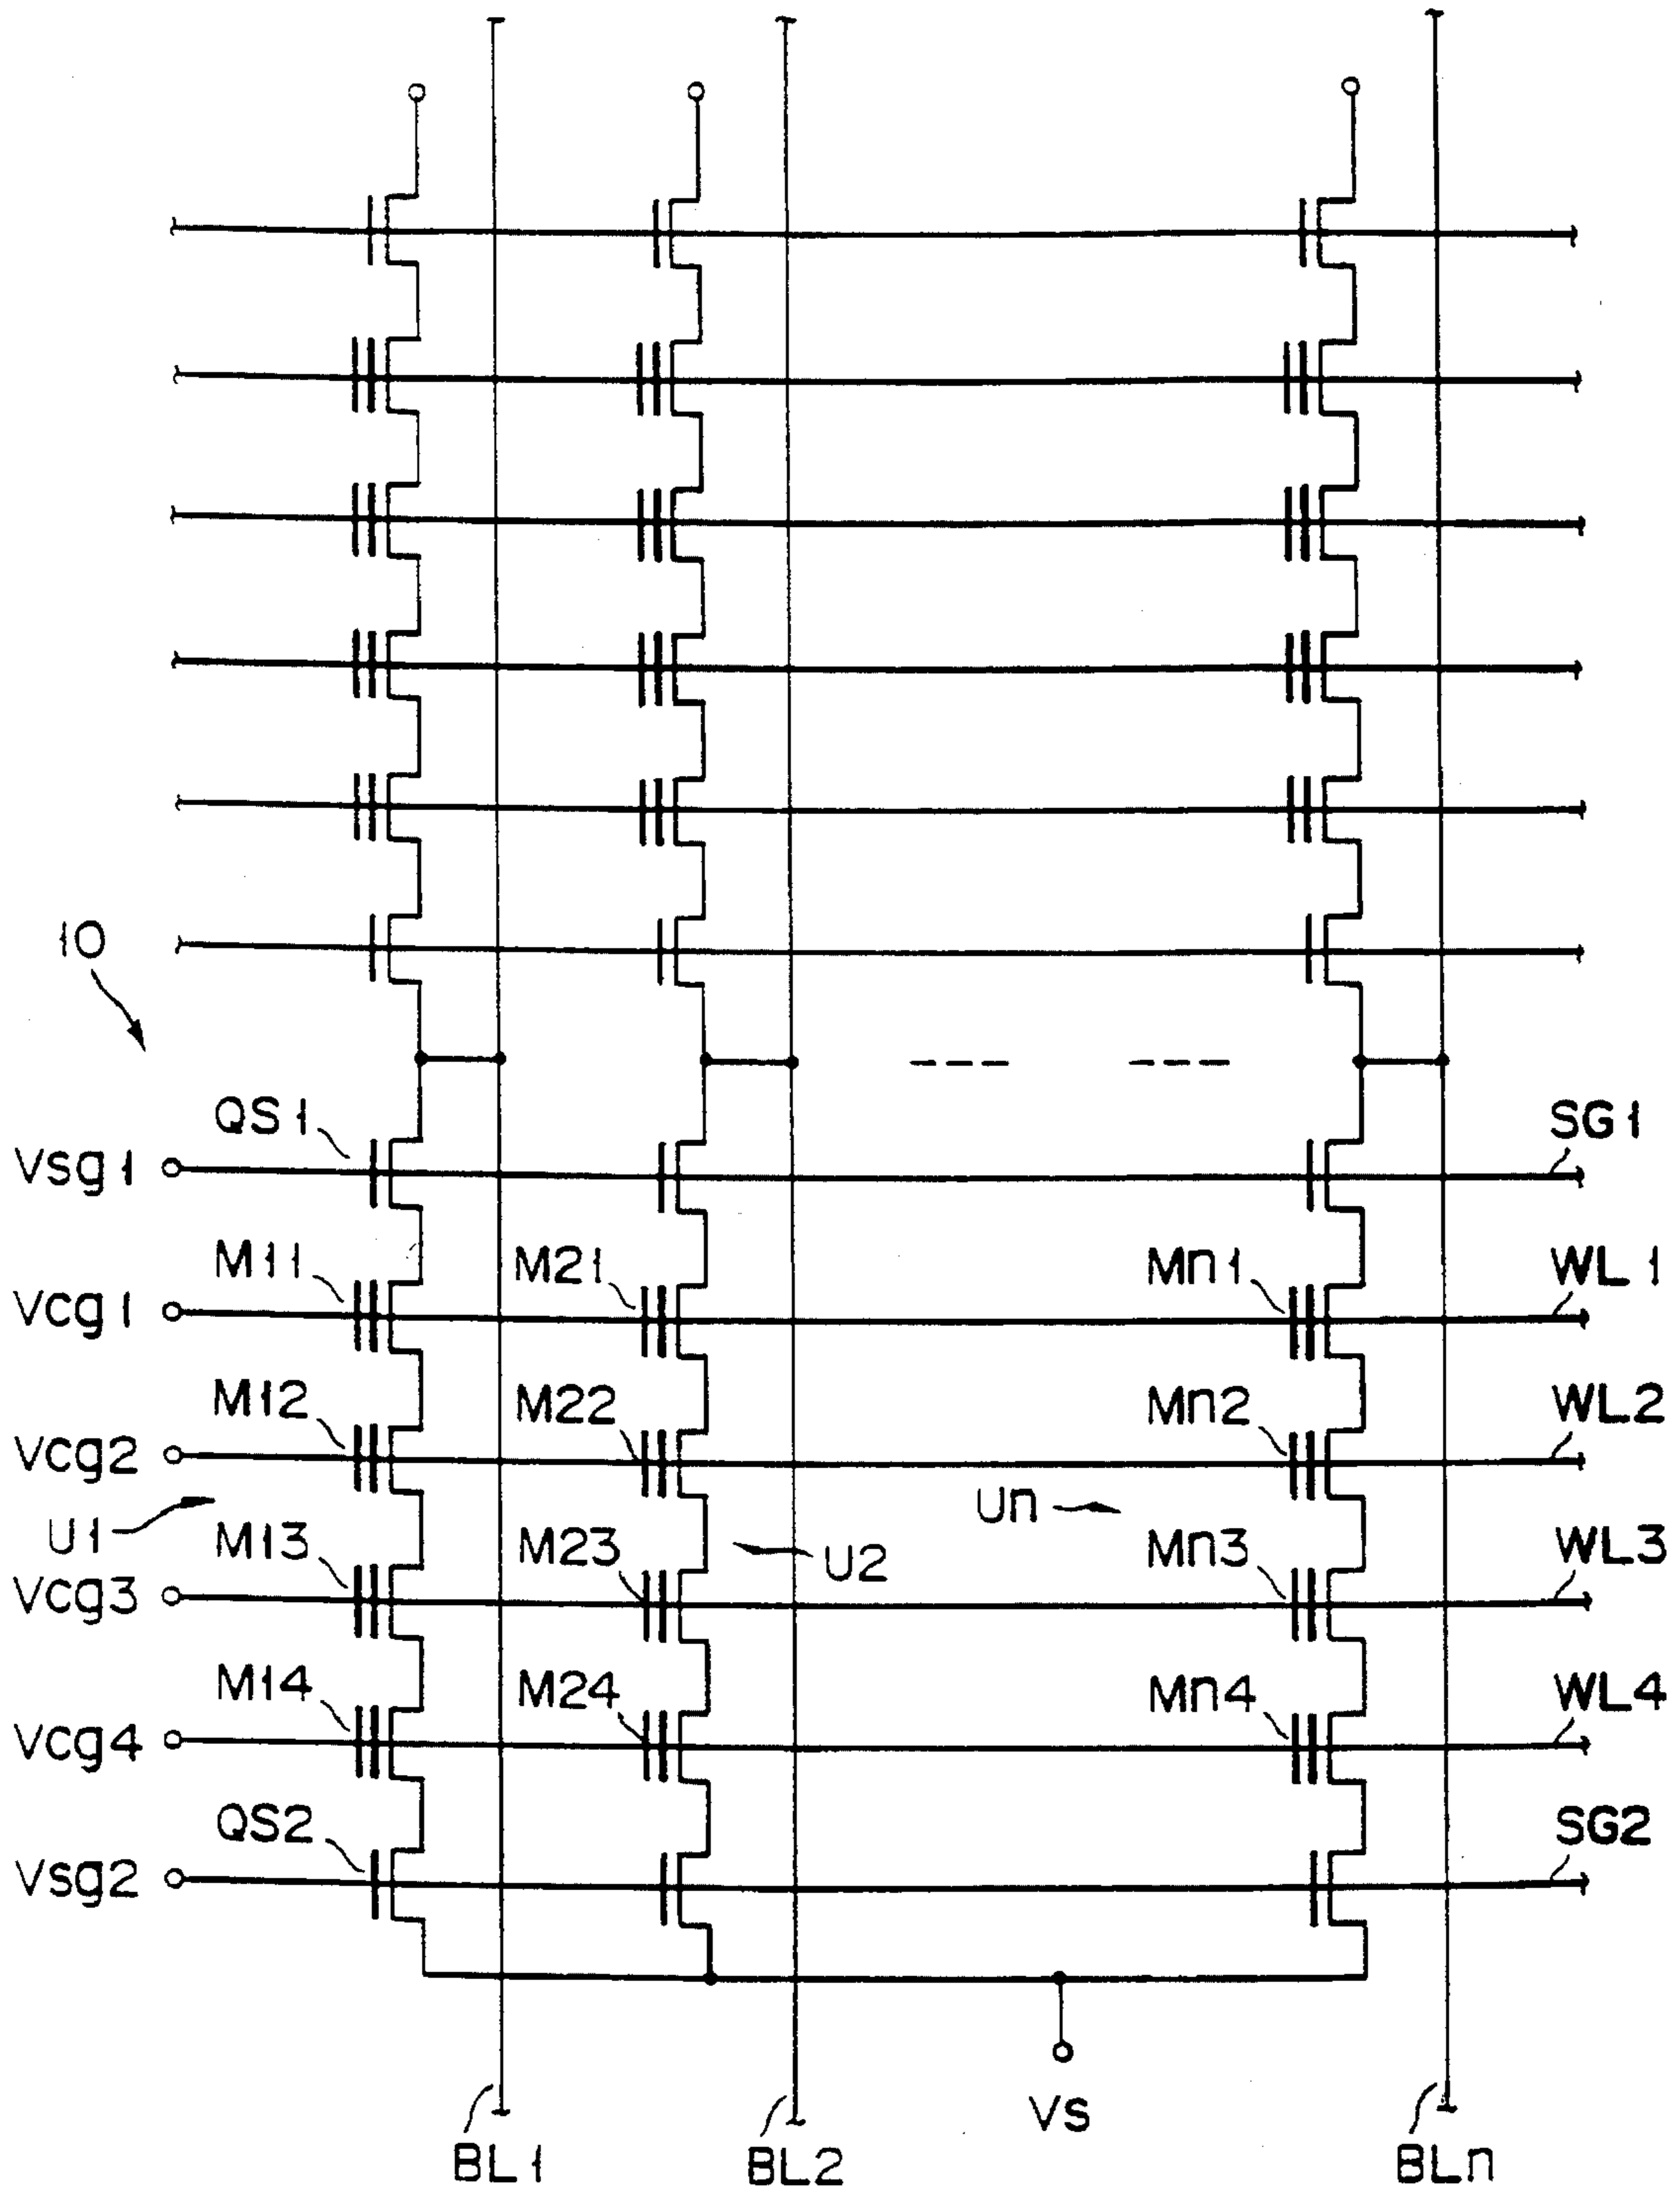 10
QS1
SG1
Vsg1
M11
M21
Mn1
WL1
Vcg1
M12
M22
Mn2
WL2
Vcg2
Un
U1
M13
M23
U2
Mn3
WL3
Vcg3
M14
M24
Mn4
WL4
Vcg4
QS2
SG2
Vsg2
Vs
BL1
BL2
BLn